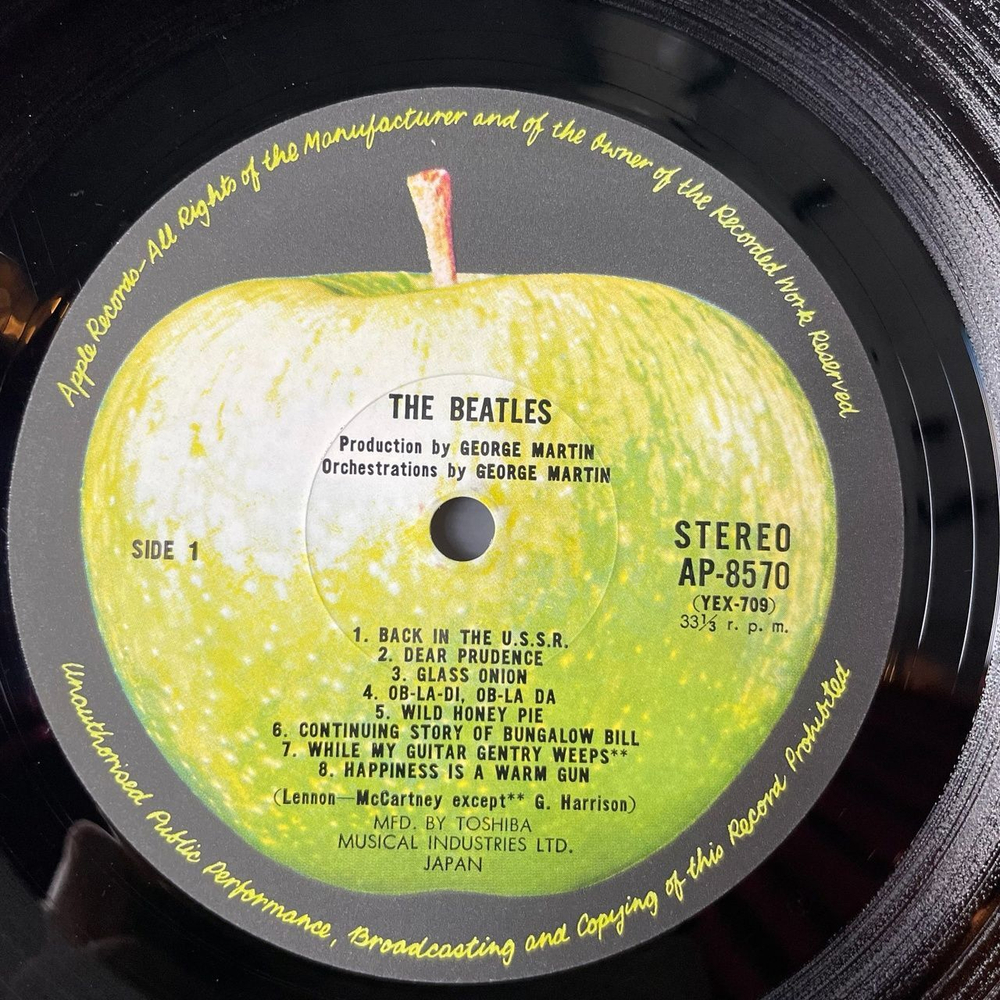 Apple Records - All Rights of the Manufacturer and of the Owner of the Recorded Work Reserved
THE BEATLES
Production by GEORGE MARTIN
Orchestrations by GEORGE MARTIN
SIDE 1
STEREO
AP-8570
(YEX-709)
33⅓ r. p. m.
1. BACK IN THE U.S.S.R.
2. DEAR PRUDENCE
3. GLASS ONION
4. OB-LA-DI, OB-LA DA
5. WILD HONEY PIE
6. CONTINUING STORY OF BUNGALOW BILL
7. WHILE MY GUITAR GENTRY WEEPS**
8. HAPPINESS IS A WARM GUN
(Lennon—McCartney except** G. Harrison)
MFD. BY TOSHIBA
MUSICAL INDUSTRIES LTD.
JAPAN
Unauthorised Public Performance, Broadcasting and Copying of this Record Prohibited